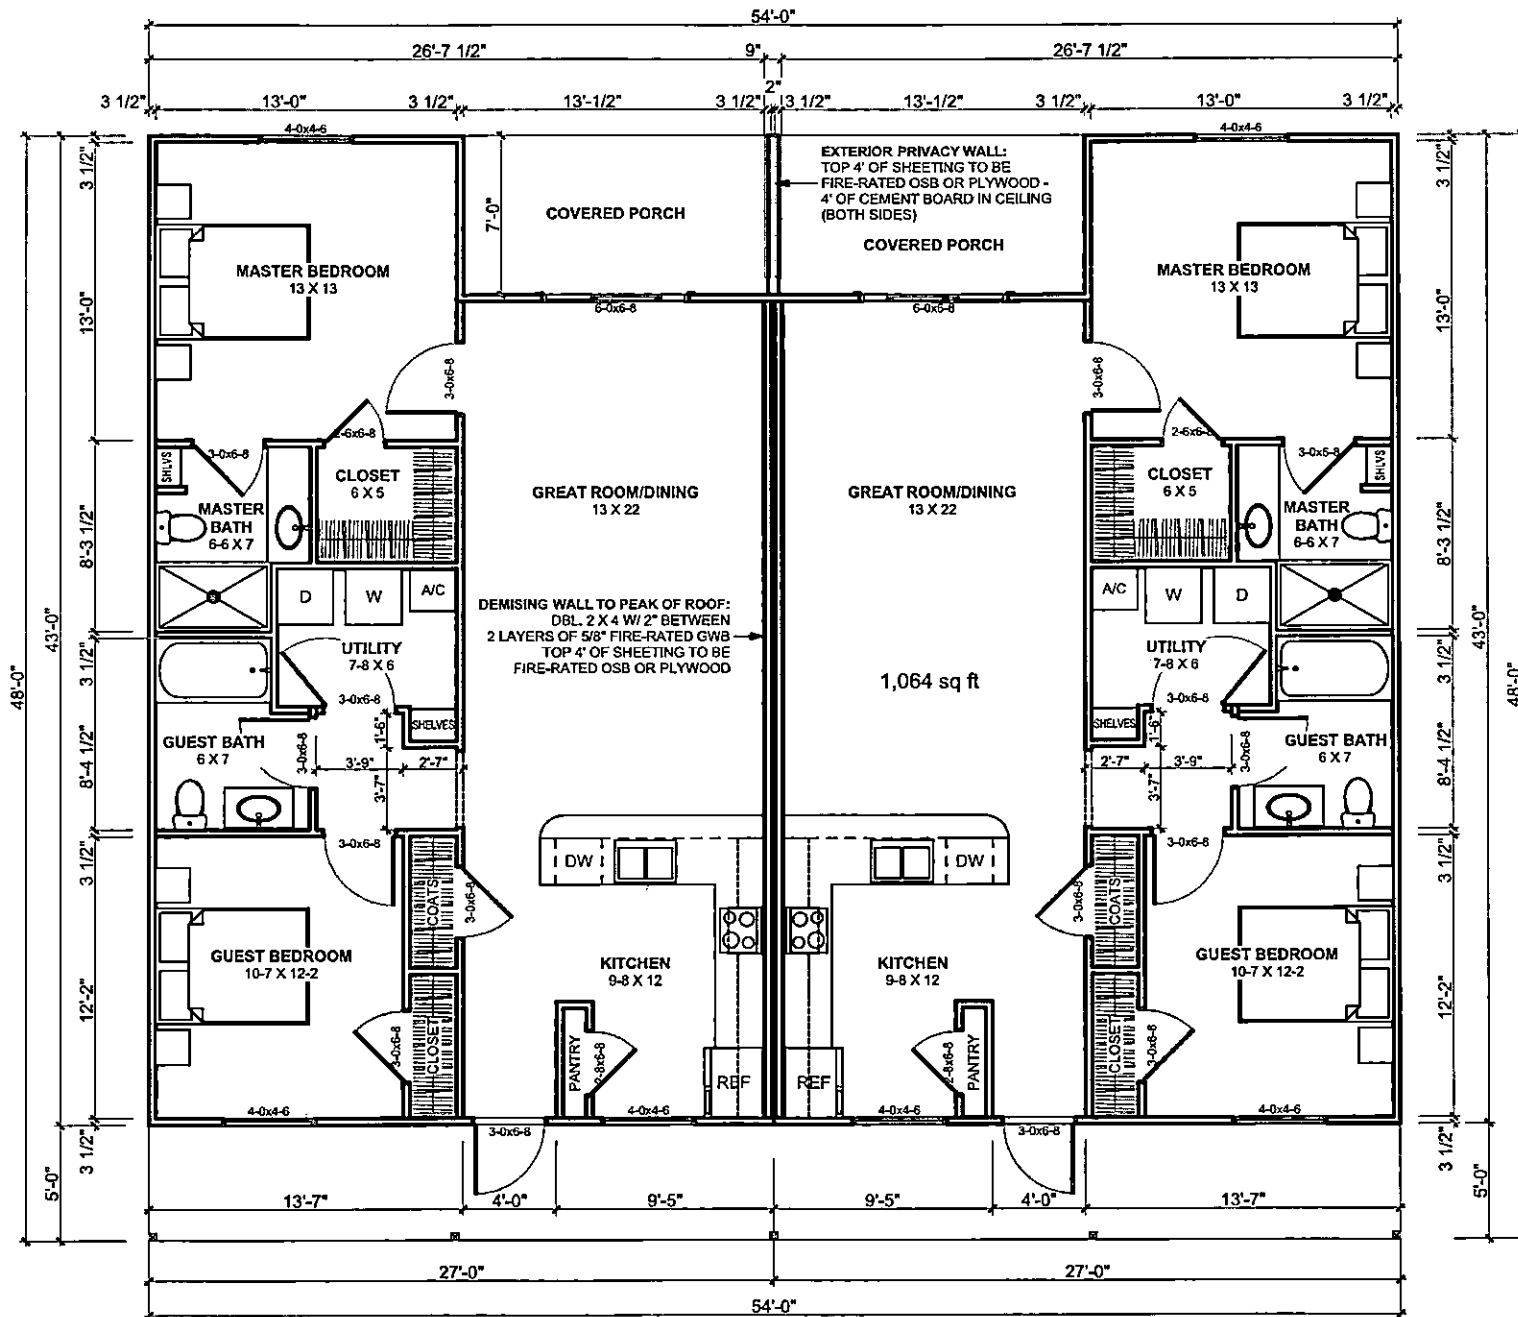 54'-0"
26'-7 1/2" 9" 26'-7 1/2"
2"
3 1/2" 13'-0" 3 1/2" 13'-1/2" 3 1/2" 3 1/2" 13'-1/2" 3 1/2" 13'-0" 3 1/2"
4-0x4-6
4-0x4-6
3 1/2"
3 1/2"
7'-0"
COVERED PORCH
EXTERIOR PRIVACY WALL:
TOP 4' OF SHEETING TO BE
FIRE-RATED OSB OR PLYWOOD -
4' OF CEMENT BOARD IN CEILING
(BOTH SIDES)
COVERED PORCH
MASTER BEDROOM
13 X 13
MASTER BEDROOM
13 X 13
13'-0"
13'-0"
6-0x6-8
6-0x6-8
3-0x6-8
3-0x6-8
2-6x6-8
2-6x6-8
3-0x6-8
3-0x6-8
SHLVS
SHLVS
CLOSET
6 X 5
CLOSET
6 X 5
GREAT ROOM/DINING
13 X 22
GREAT ROOM/DINING
13 X 22
MASTER
BATH
6-6 X 7
MASTER
BATH
6-6 X 7
8'-3 1/2"
8'-3 1/2"
D W A/C
A/C W D
DEMISING WALL TO PEAK OF ROOF:
DBL. 2 X 4 W/ 2" BETWEEN
2 LAYERS OF 5/8" FIRE-RATED GWB
TOP 4' OF SHEETING TO BE
FIRE-RATED OSB OR PLYWOOD
UTILITY
7-8 X 6
UTILITY
7-8 X 6
1,064 sq ft
48'-0"
43'-0"
3 1/2"
3 1/2"
43'-0"
48'-0"
3-0x6-8
3-0x6-8
SHELVES
SHELVES
1'-6"
1'-6"
GUEST BATH
6 X 7
GUEST BATH
6 X 7
3-0x6-8
3-0x6-8
3'-9" 2'-7"
2'-7" 3'-9"
3'-7"
3'-7"
8'-4 1/2"
8'-4 1/2"
3-0x6-8
3-0x6-8
3 1/2"
3 1/2"
DW
DW
COATS
COATS
3-0x6-8
3-0x6-8
GUEST BEDROOM
10-7 X 12-2
GUEST BEDROOM
10-7 X 12-2
KITCHEN
9-8 X 12
KITCHEN
9-8 X 12
12'-2"
12'-2"
CLOSET
CLOSET
3-0x6-8
3-0x6-8
PANTRY
PANTRY
2-8x6-8
2-8x6-8
REF
REF
4-0x4-6
4-0x4-6
4-0x4-6
4-0x4-6
3-0x6-8
3-0x6-8
3 1/2"
3 1/2"
5'-0"
5'-0"
13'-7" 4'-0" 9'-5" 9'-5" 4'-0" 13'-7"
27'-0" 27'-0"
54'-0"